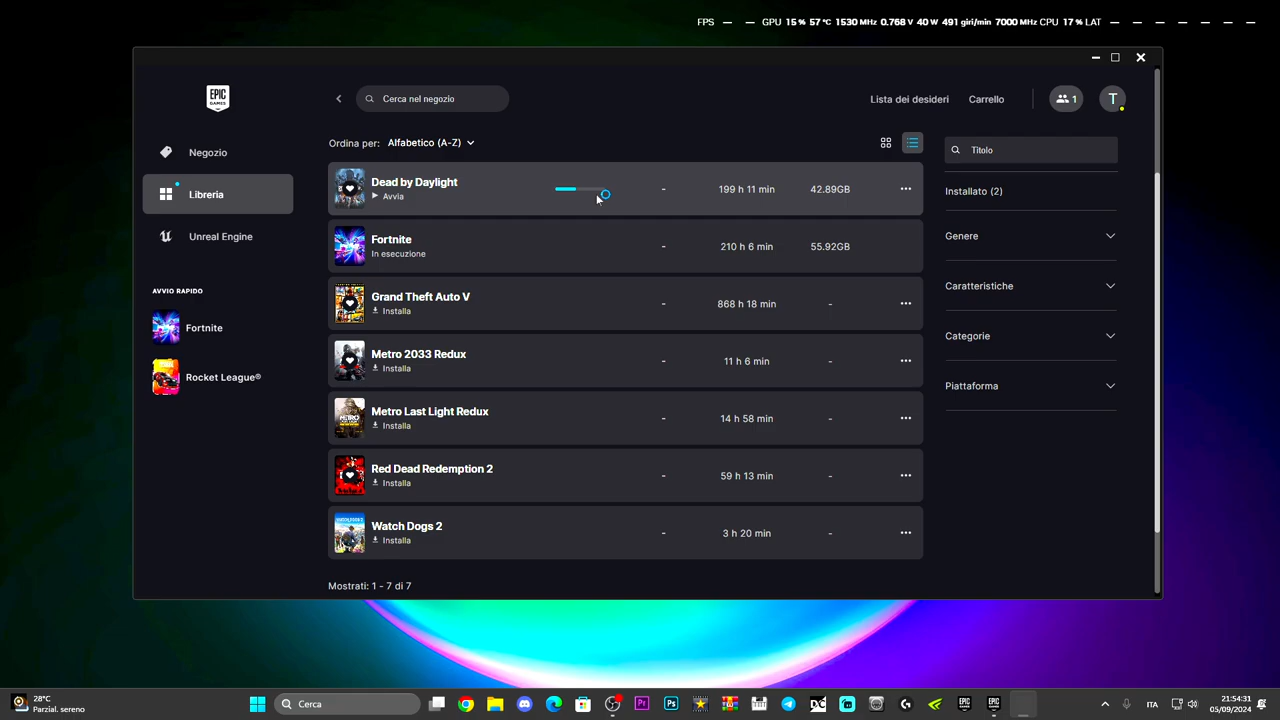 FPS — — GPU 15 % 57 °C 1530 MHz 0.768 V 40 W 491 giri/min 7000 MHz CPU 17 % LAT — — — — — — —
EPIC GAMES
Cerca nel negozio
Lista dei desideri
Carrello
1
T
Negozio
Libreria
Unreal Engine
AVVIO RAPIDO
Fortnite
Rocket League®
Ordina per: Alfabetico (A-Z)
Dead by Daylight
Avvia
- 199 h 11 min 42.89GB
Fortnite
In esecuzione
- 210 h 6 min 55.92GB
Grand Theft Auto V
Installa
- 868 h 18 min -
Metro 2033 Redux
Installa
- 11 h 6 min -
Metro Last Light Redux
Installa
- 14 h 58 min -
Red Dead Redemption 2
Installa
- 59 h 13 min -
Watch Dogs 2
Installa
- 3 h 20 min -
Mostrati: 1 - 7 di 7
Titolo
Installato (2)
Genere
Caratteristiche
Categorie
Piattaforma
28°C
Parzial. sereno
Cerca
ITA
21:54:31
05/09/2024